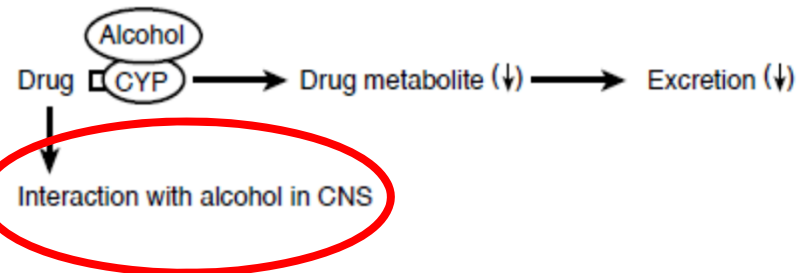 Alcohol
Drug CYP Drug metabolite (↓) Excretion (↓)
Interaction with alcohol in CNS